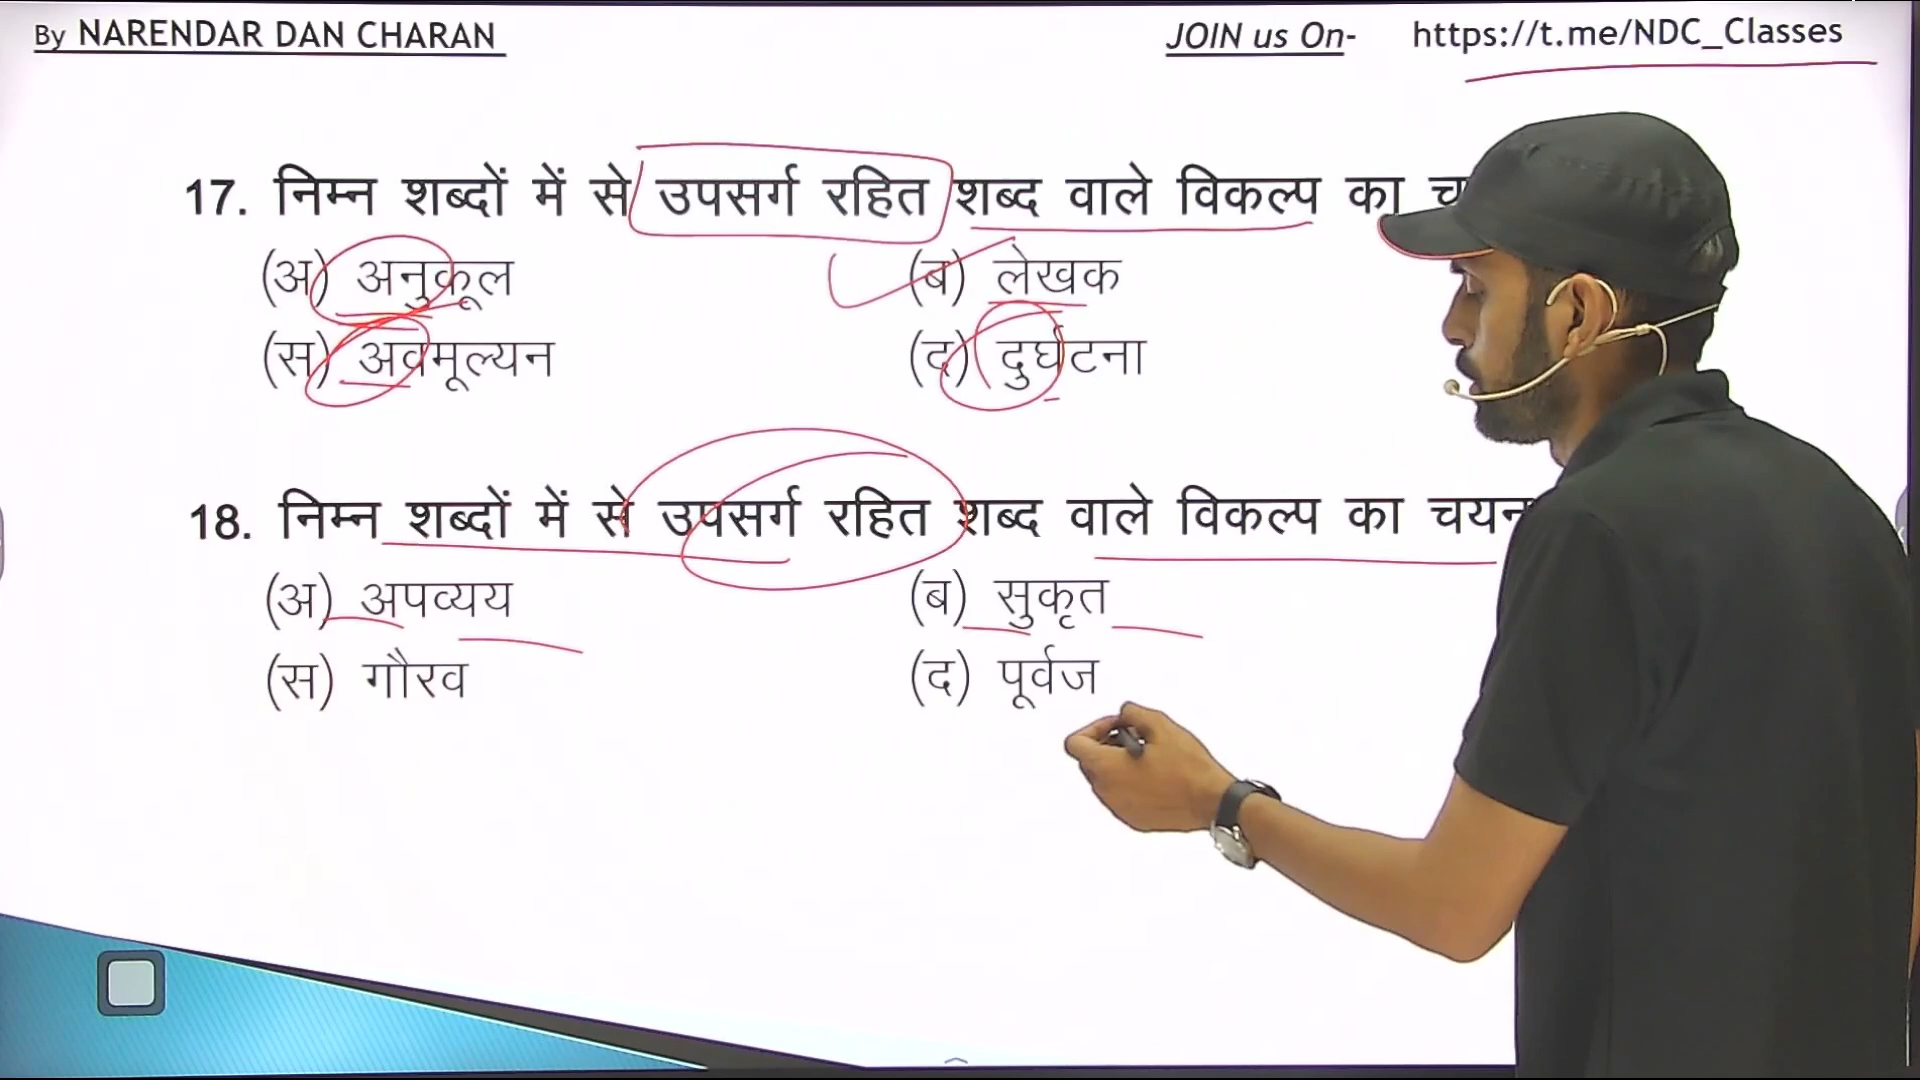 By NARENDAR DAN CHARAN
JOIN us On- https://t.me/NDC_Classes
17. निम्न शब्दों में से उपसर्ग रहित शब्द वाले विकल्प का
(अ) अनुकूल (ब) लेखक
(स) अवमूल्यन (द) दुर्घटना
18. निम्न शब्दों में से उपसर्ग रहित शब्द वाले विकल्प का चयन
(अ) अपव्यय (ब) सुकृत
(स) गौरव (द) पूर्वज